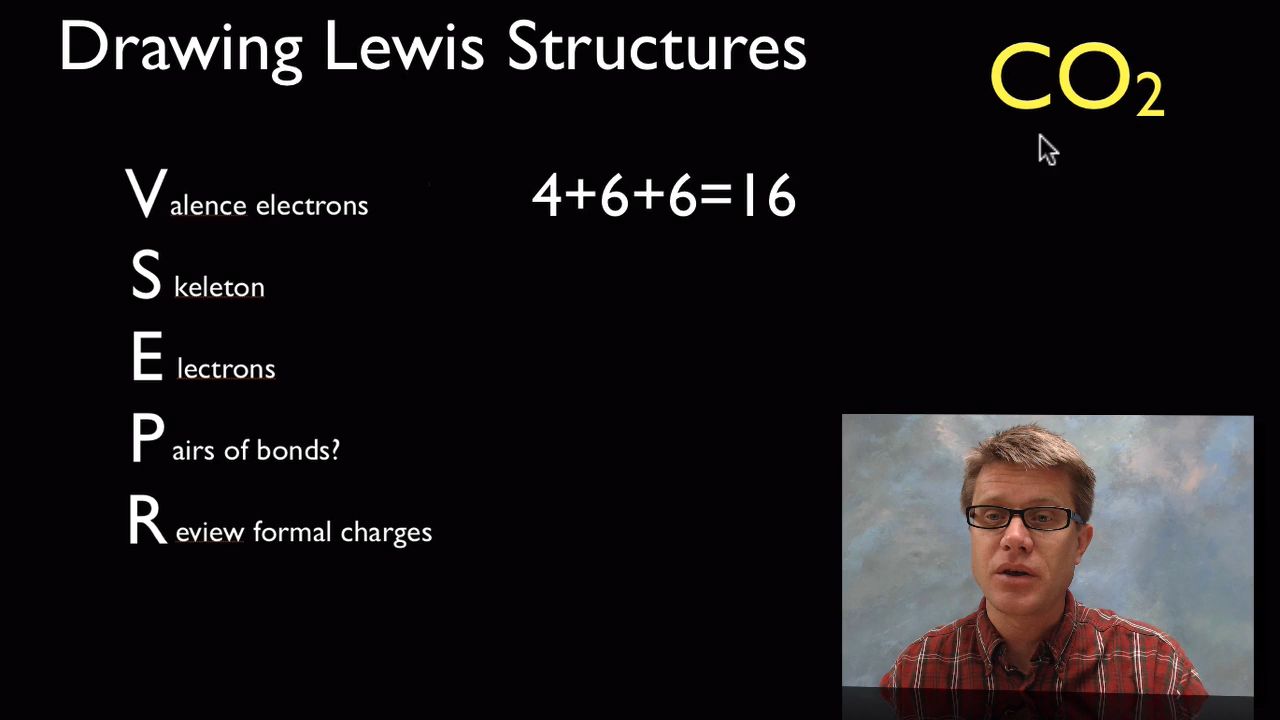 Drawing Lewis Structures
CO₂
Valence electrons
4+6+6=16
Skeleton
Electrons
Pairs of bonds?
Review formal charges